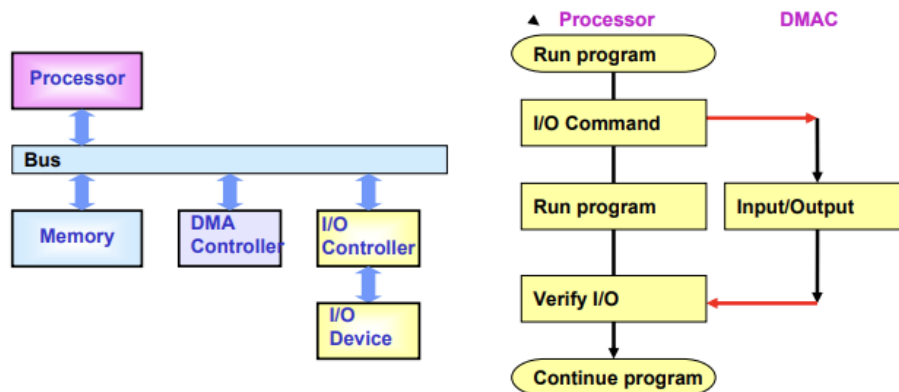 Processor
Bus
Memory
DMA
Controller
I/O
Controller
I/O
Device
Processor
DMAC
Run program
I/O Command
Run program
Input/Output
Verify I/O
Continue program